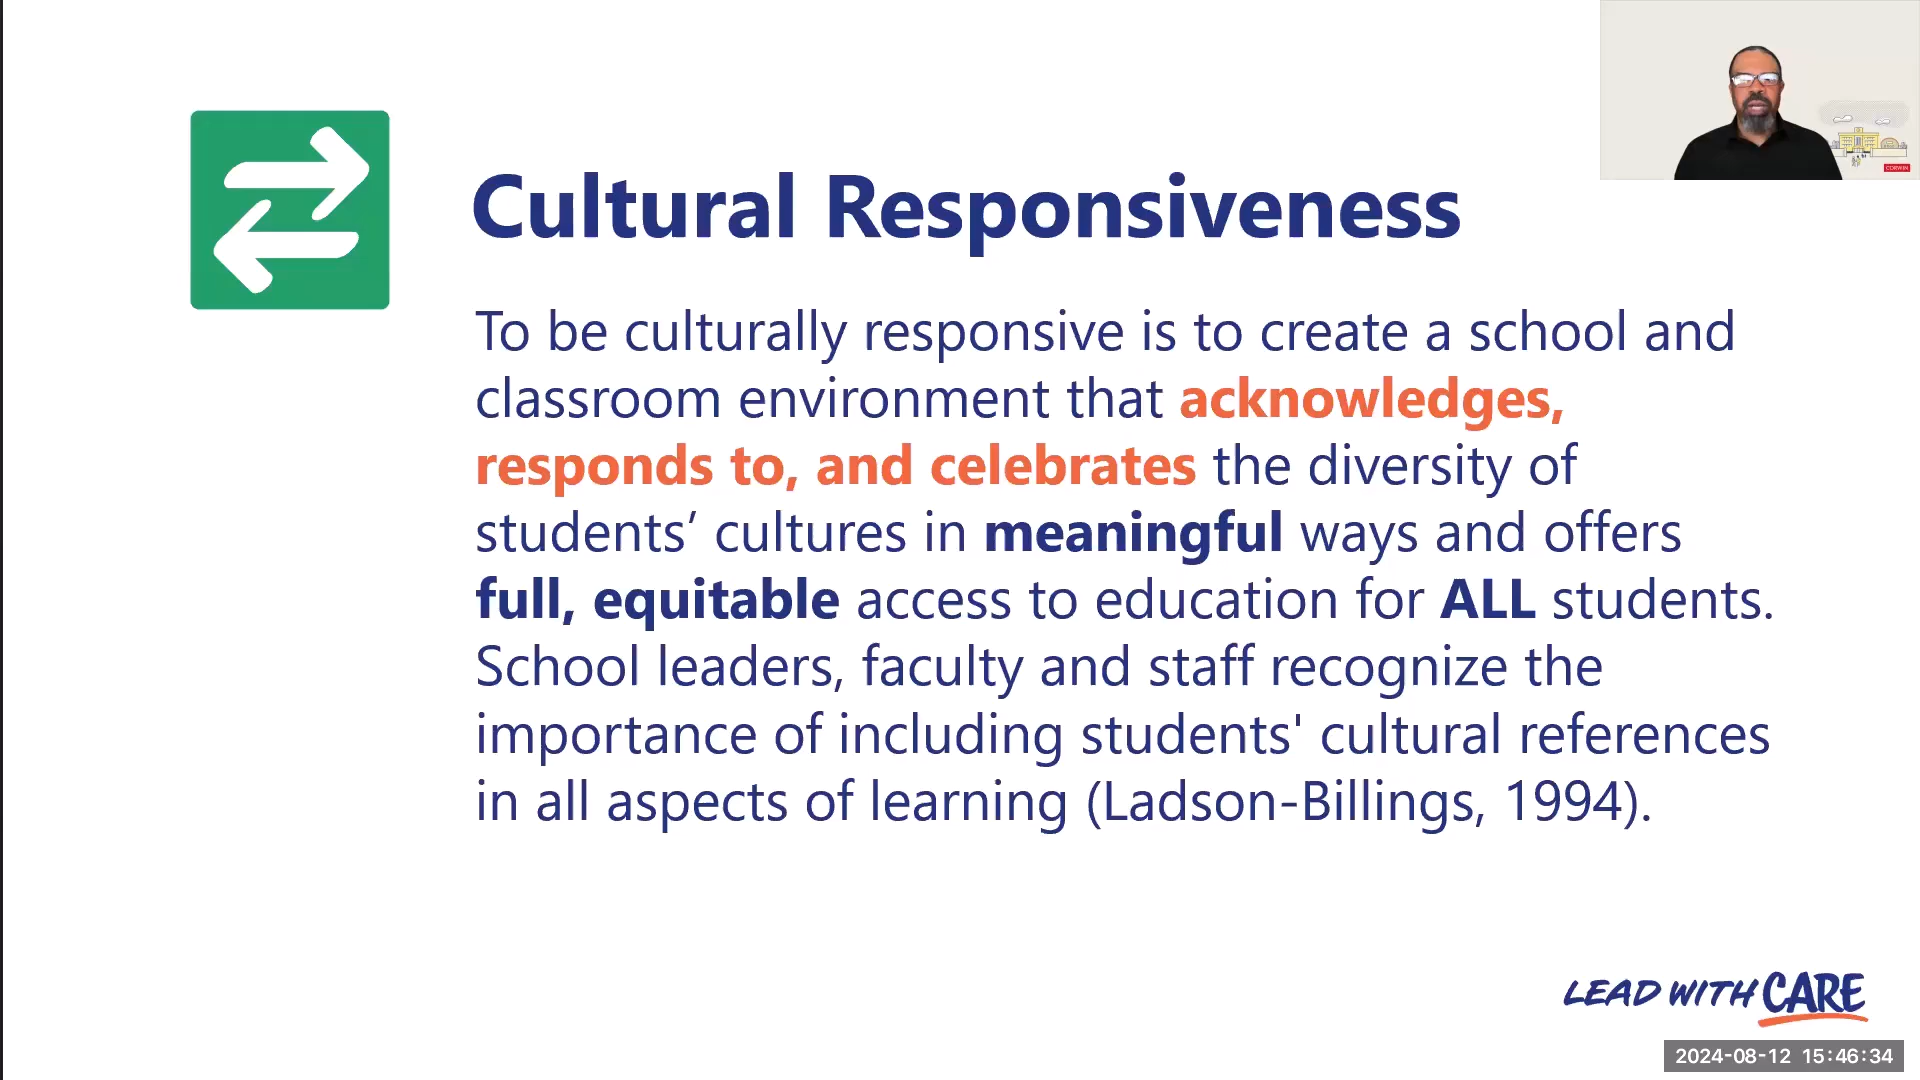 Cultural Responsiveness
To be culturally responsive is to create a school and
classroom environment that acknowledges,
responds to, and celebrates the diversity of
students’ cultures in meaningful ways and offers
full, equitable access to education for ALL students.
School leaders, faculty and staff recognize the
importance of including students' cultural references
in all aspects of learning (Ladson-Billings, 1994).
CORWIN
LEAD WITH CARE
2024-08-12 15:46:34